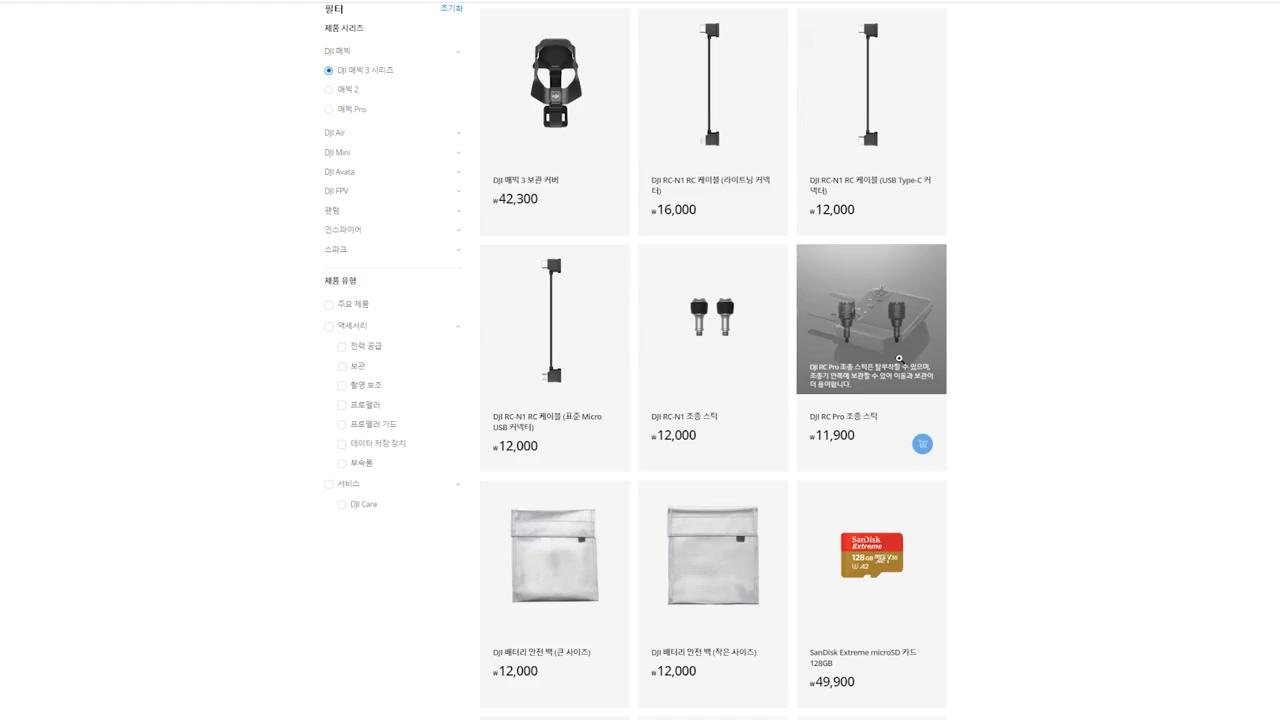 필터
초기화
제품 시리즈
DJI 매빅
DJI 매빅 3 시리즈
매빅 2
매빅 Pro
DJI Air
DJI Mini
DJI Avata
DJI FPV
팬텀
인스파이어
스파크
제품 유형
주요 제품
액세서리
전력 공급
보관
촬영 보조
프로펠러
프로펠러 가드
데이터 저장 장치
부속품
서비스
DJI Care
DJI 매빅 3 보관 커버
₩42,300
DJI RC-N1 RC 케이블 (라이트닝 커넥
터)
₩16,000
DJI RC-N1 RC 케이블 (USB Type-C 커
넥터)
₩12,000
DJI RC-N1 RC 케이블 (표준 Micro
USB 커넥터)
₩12,000
DJI RC-N1 조종 스틱
₩12,000
DJI RC Pro 조종 스틱은 탈부착할 수 있으며,
조종기 안쪽에 보관할 수 있어 이동과 보관이
더 용이합니다.
DJI RC Pro 조종 스틱
₩11,900
DJI 배터리 안전 백 (큰 사이즈)
₩12,000
DJI 배터리 안전 백 (작은 사이즈)
₩12,000
SanDisk
Extreme
128GB
V30
A2
SanDisk Extreme microSD 카드
128GB
₩49,900